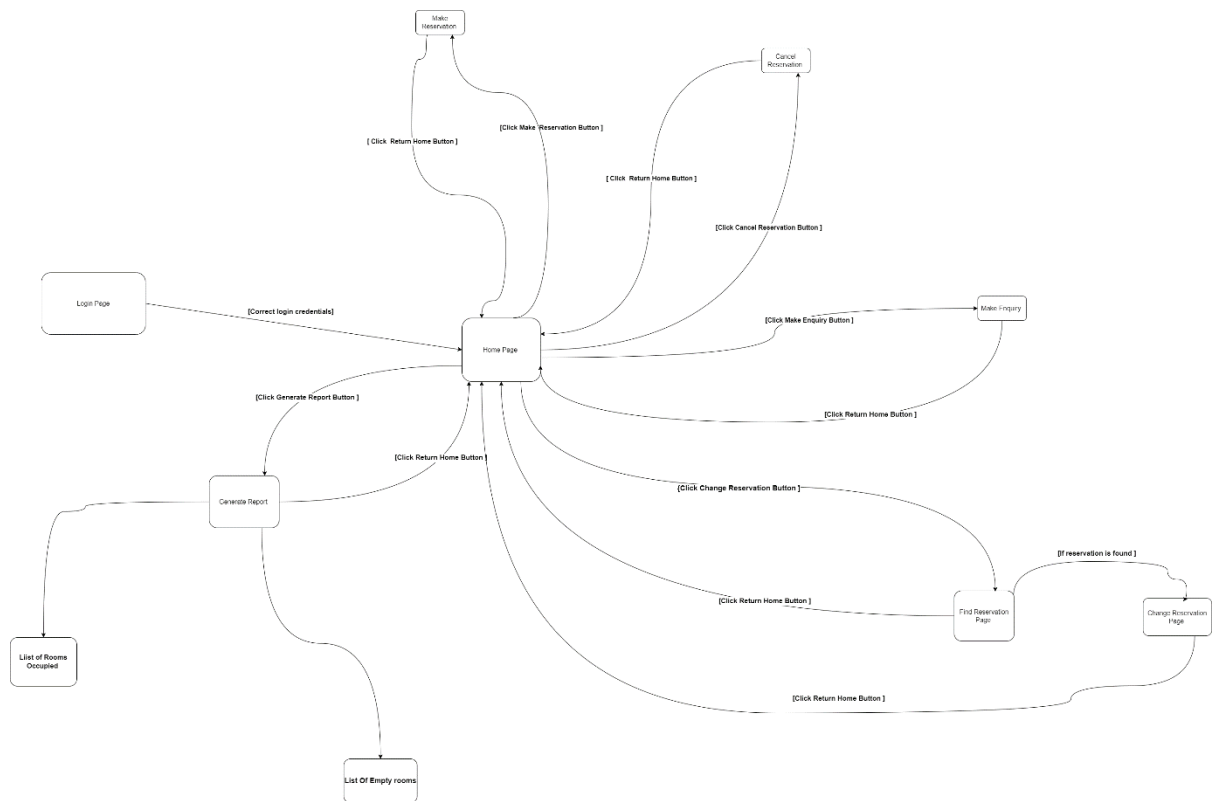 Make
Reservation
Cancel
Reservation
[Click Make  Reservation Button ]
[ Click  Return Home Button ]
[ Click  Return Home Button ]
[Click Cancel Reservation Button ]
Login Page
[Correct login credentials]
Make Enquiry
[Click Make Enquiry Button ]
Home Page
[Click Generate Report Button ]
[Click Return Home Button ]
[Click Return Home Button ]
{Click Change Reservation Button ]
Generate Report
[If reservation is found ]
[Click Return Home Button ]
Find Reservation
Page
Change Reservation
Page
LIist of Rooms
Occupied
[Click Return Home Button ]
List Of Empty rooms